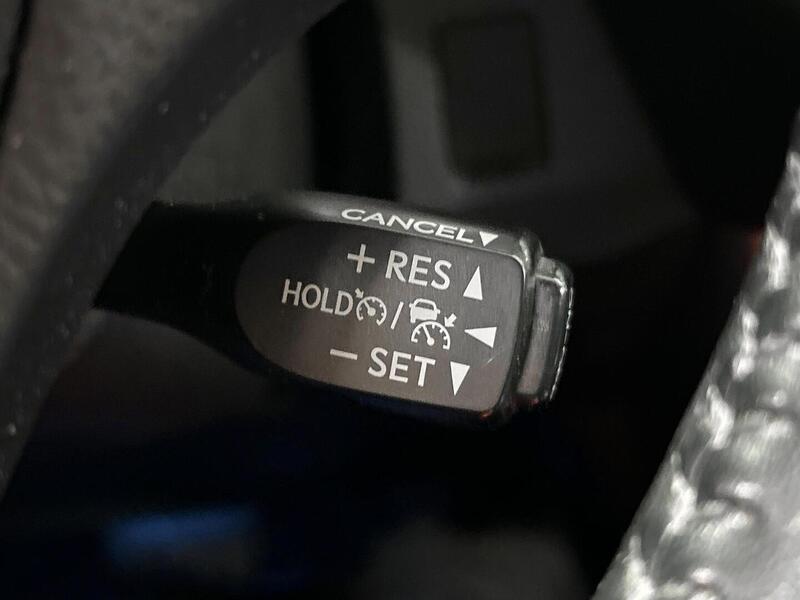 CANCEL▼
+ RES ▲
HOLD / ◀
− SET ▼